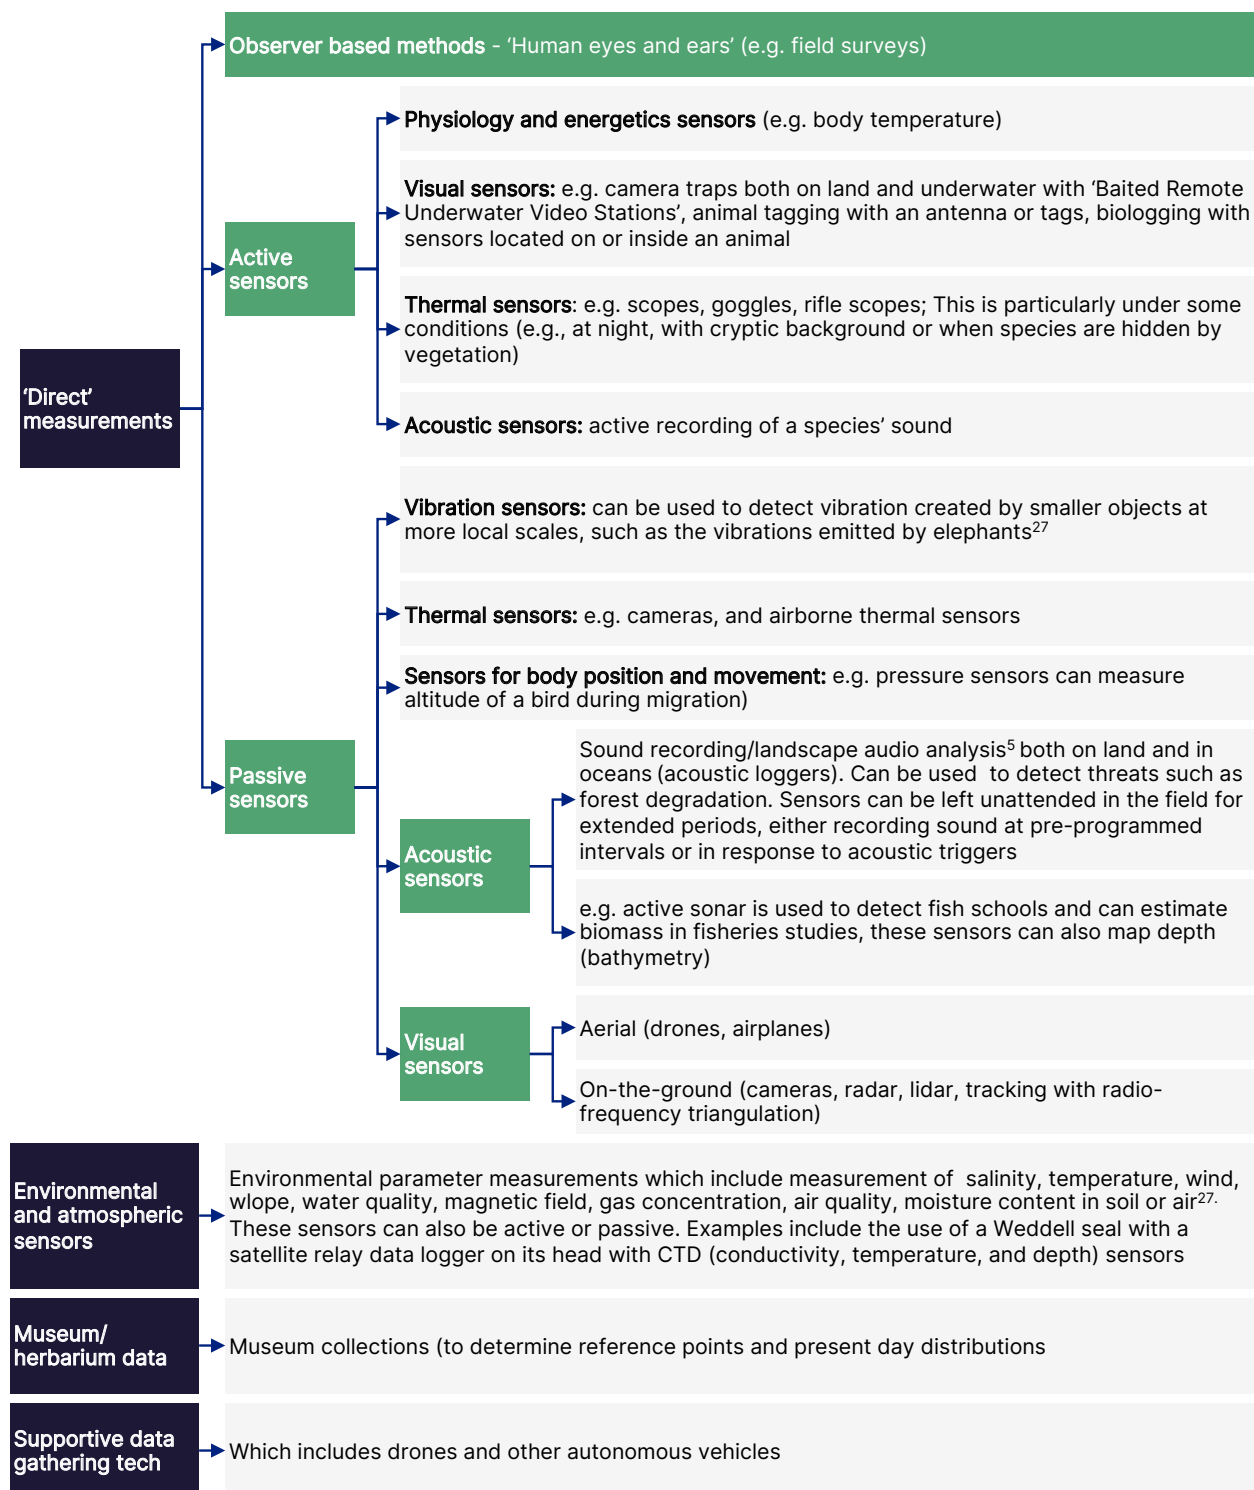 Observer based methods - ‘Human eyes and ears’ (e.g. field surveys)
Physiology and energetics sensors (e.g. body temperature)
Visual sensors: e.g. camera traps both on land and underwater with ‘Baited Remote
Underwater Video Stations’, animal tagging with an antenna or tags, biologging with
sensors located on or inside an animal
Active
sensors
Thermal sensors: e.g. scopes, goggles, rifle scopes; This is particularly under some
conditions (e.g., at night, with cryptic background or when species are hidden by
vegetation)
‘Direct’
measurements
Acoustic sensors: active recording of a species’ sound
Vibration sensors: can be used to detect vibration created by smaller objects at
more local scales, such as the vibrations emitted by elephants27
Thermal sensors: e.g. cameras, and airborne thermal sensors
Sensors for body position and movement: e.g. pressure sensors can measure
altitude of a bird during migration)
Passive
sensors
Sound recording/landscape audio analysis5 both on land and in
oceans (acoustic loggers). Can be used  to detect threats such as
forest degradation. Sensors can be left unattended in the field for
extended periods, either recording sound at pre-programmed
intervals or in response to acoustic triggers
Acoustic
sensors
e.g. active sonar is used to detect fish schools and can estimate
biomass in fisheries studies, these sensors can also map depth
(bathymetry)
Visual
sensors
Aerial (drones, airplanes)
On-the-ground (cameras, radar, lidar, tracking with radio-
frequency triangulation)
Environmental
and atmospheric
sensors
Environmental parameter measurements which include measurement of  salinity, temperature, wind,
wlope, water quality, magnetic field, gas concentration, air quality, moisture content in soil or air27.
These sensors can also be active or passive. Examples include the use of a Weddell seal with a
satellite relay data logger on its head with CTD (conductivity, temperature, and depth) sensors
Museum/
herbarium data
Museum collections (to determine reference points and present day distributions
Supportive data
gathering tech
Which includes drones and other autonomous vehicles